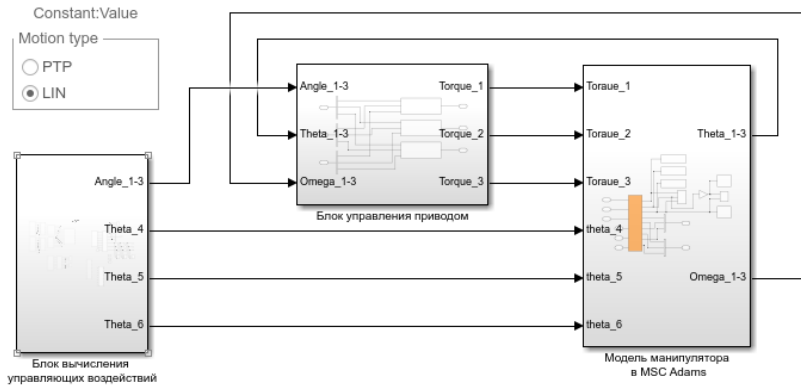 Constant:Value
Motion type
PTP
LIN
Angle_1-3
Theta_4
Theta_5
Theta_6
Блок вычисления
управляющих воздействий
Angle_1-3
Theta_1-3
Omega_1-3
Torque_1
Torque_2
Torque_3
Блок управления приводом
Toraue_1
Toraue_2
Toraue_3
theta_4
theta_5
theta_6
Theta_1-3
Omega_1-3
Модель манипулятора
в MSC Adams